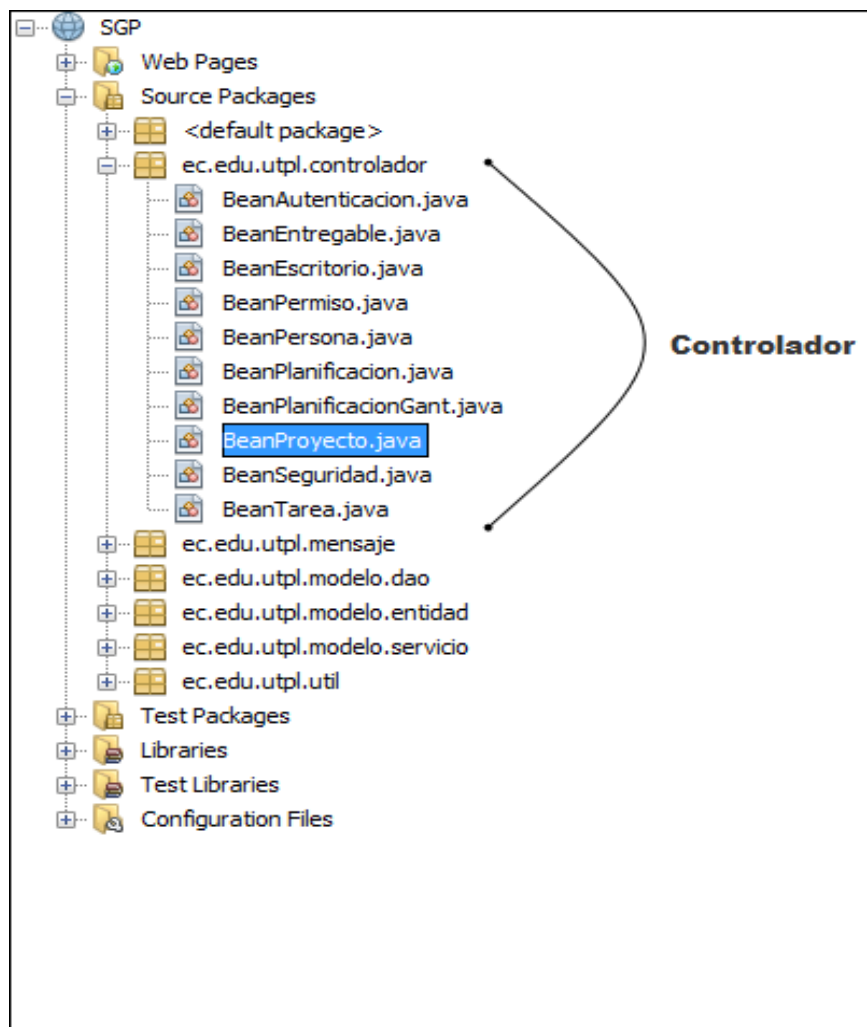 SGP
Web Pages
Source Packages
<default package>
ec.edu.utpl.controlador
BeanAutenticacion.java
BeanEntregable.java
BeanEscritorio.java
BeanPermiso.java
BeanPersona.java
Controlador
BeanPlanificacion.java
BeanPlanificacionGant.java
BeanProyecto.java
BeanSeguridad.java
BeanTarea.java
ec.edu.utpl.mensaje
ec.edu.utpl.modelo.dao
ec.edu.utpl.modelo.entidad
ec.edu.utpl.modelo.servicio
ec.edu.utpl.util
Test Packages
Libraries
Test Libraries
Configuration Files